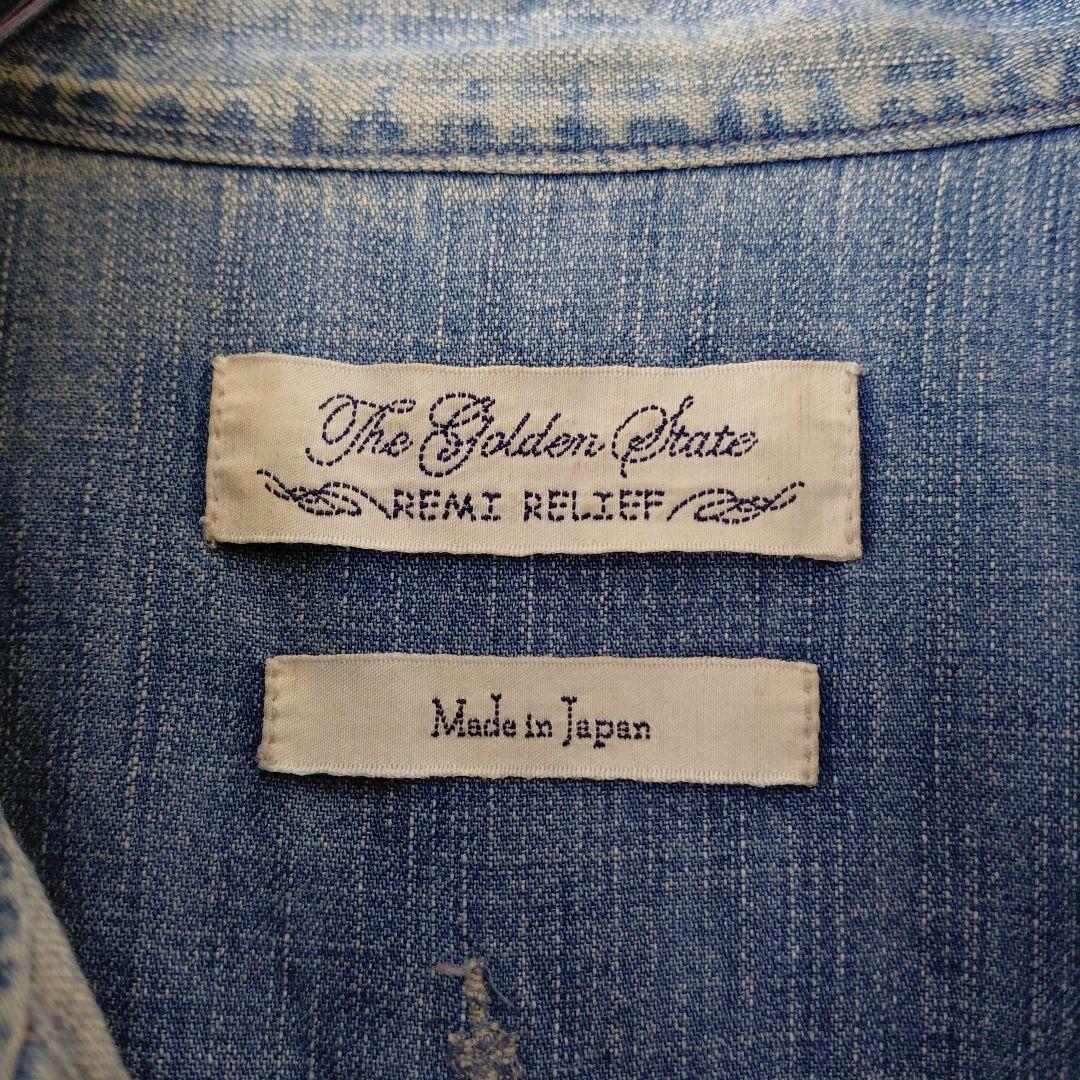 The Golden State
REMI RELIEF
Made in Japan